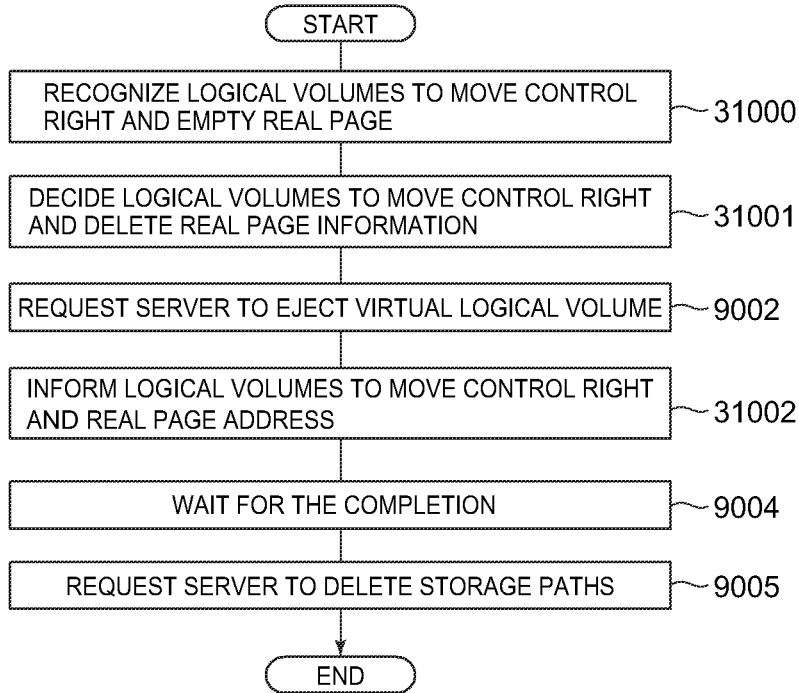 START
RECOGNIZE LOGICAL VOLUMES TO MOVE CONTROL
RIGHT AND EMPTY REAL PAGE
31000
DECIDE LOGICAL VOLUMES TO MOVE CONTROL RIGHT
AND DELETE REAL PAGE INFORMATION
31001
REQUEST SERVER TO EJECT VIRTUAL LOGICAL VOLUME
9002
INFORM LOGICAL VOLUMES TO MOVE CONTROL RIGHT
AND REAL PAGE ADDRESS
31002
WAIT FOR THE COMPLETION
9004
REQUEST SERVER TO DELETE STORAGE PATHS
9005
END